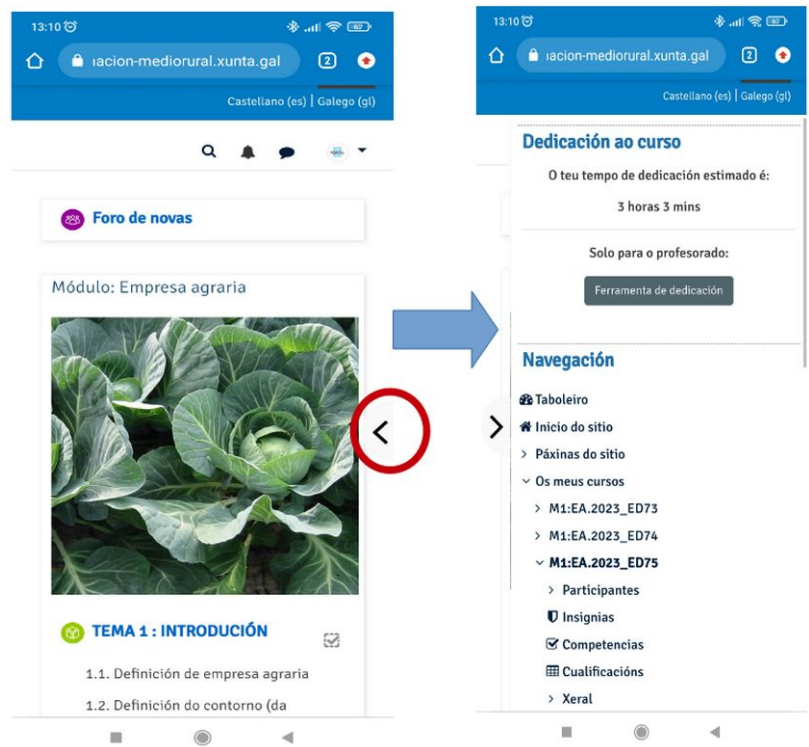 13:10
62
ıacion-mediorural.xunta.gal
2
Castellano (es) | Galego (gl)
Foro de novas
Módulo: Empresa agraria
TEMA 1 : INTRODUCIÓN
1.1. Definición de empresa agraria
1.2. Definición do contorno (da
13:10
ıacion-mediorural.xunta.gal
2
Castellano (es) | Galego (gl)
Dedicación ao curso
O teu tempo de dedicación estimado é:
3 horas 3 mins
Solo para o profesorado:
Ferramenta de dedicación
Navegación
Taboleiro
Inicio do sitio
Páxinas do sitio
Os meus cursos
M1:EA.2023_ED73
M1:EA.2023_ED74
M1:EA.2023_ED75
Participantes
Insignias
Competencias
Cualificacións
Xeral